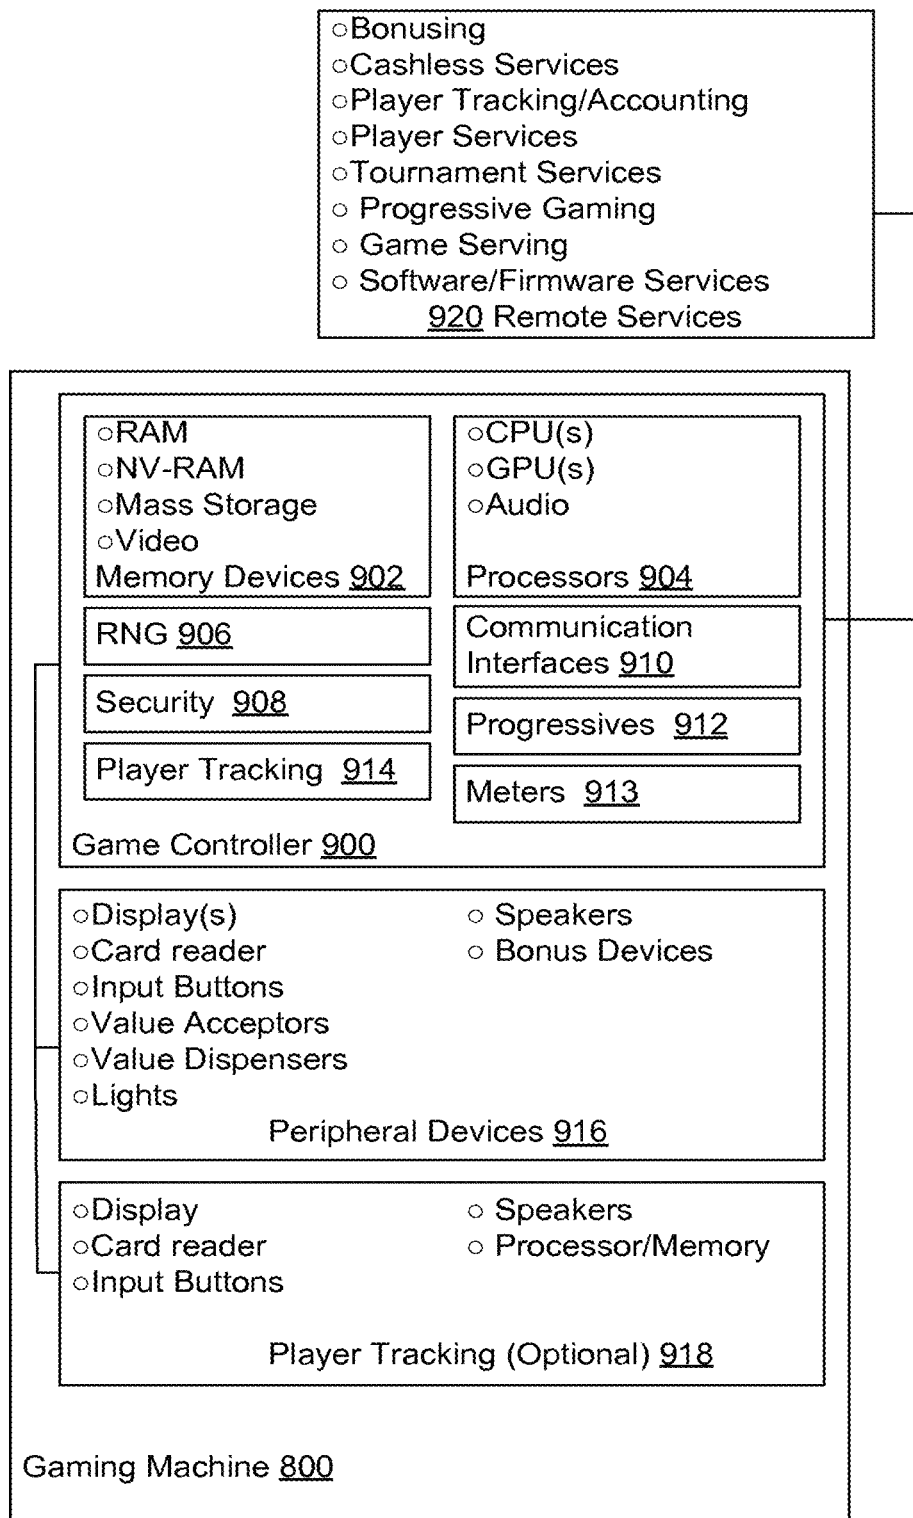 ○Bonusing
○Cashless Services
○Player Tracking/Accounting
○Player Services
○Tournament Services
○ Progressive Gaming
○ Game Serving
○ Software/Firmware Services
920 Remote Services
○RAM
○NV-RAM
○Mass Storage
○Video
Memory Devices 902
○CPU(s)
○GPU(s)
○Audio
Processors 904
RNG 906
Security 908
Player Tracking 914
Communication
Interfaces 910
Progressives 912
Meters 913
Game Controller 900
○Display(s)
○Card reader
○Input Buttons
○Value Acceptors
○Value Dispensers
○Lights
○ Speakers
○ Bonus Devices
Peripheral Devices 916
○Display
○Card reader
○Input Buttons
○ Speakers
○ Processor/Memory
Player Tracking (Optional) 918
Gaming Machine 800